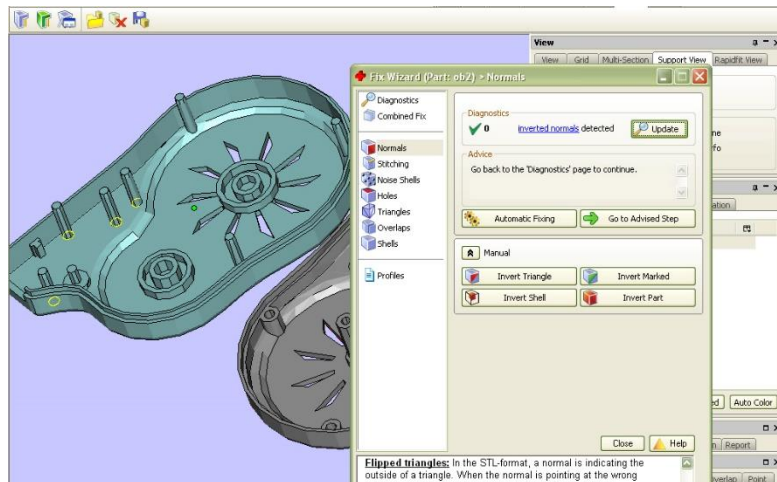 View
View Grid Multi-Section Support View Rapidfit View
Fix Wizard (Part: ob2) > Normals
Diagnostics
Combined Fix
Normals
Stitching
Noise Shells
Holes
Triangles
Overlaps
Shells
Profiles
Diagnostics
0 inverted normals detected Update
Advice
Go back to the 'Diagnostics' page to continue.
Automatic Fixing Go to Advised Step
Manual
Invert Triangle Invert Marked
Invert Shell Invert Part
Close Help
Flipped triangles: In the STL-format, a normal is indicating the
outside of a triangle. When the normal is pointing at the wrong
Auto Color
Report
Point